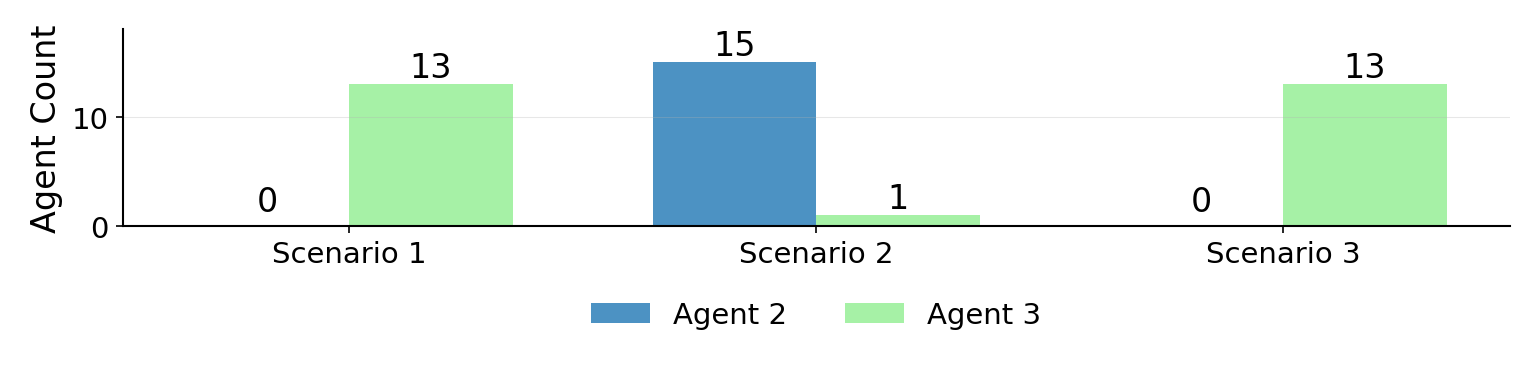 Agent Count
10
0
0
13
15
1
0
13
Scenario 1
Scenario 2
Scenario 3
Agent 2
Agent 3